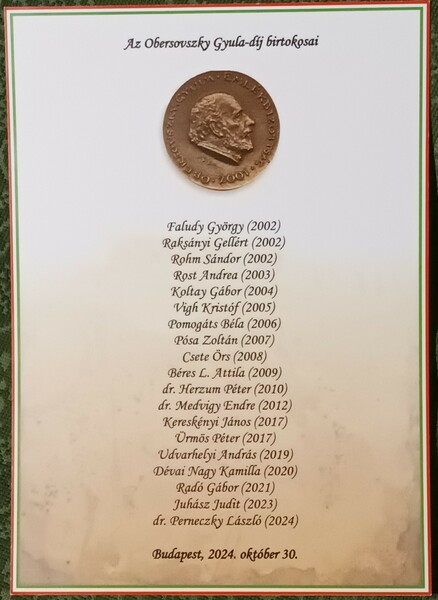 Az Obersovszky Gyula-díj birtokosai
Faludy György (2002)
Raksányi Gellért (2002)
Rohm Sándor (2002)
Rost Andrea (2003)
Koltay Gábor (2004)
Vigh Kristóf (2005)
Pomogáts Béla (2006)
Pósa Zoltán (2007)
Csete Örs (2008)
Béres L. Attila (2009)
dr. Herzum Péter (2010)
dr. Medvigy Endre (2012)
Kereskényi János (2017)
Ürmös Péter (2017)
Udvarhelyi András (2019)
Dévai Nagy Kamilla (2020)
Radó Gábor (2021)
Juhász Judit (2023)
dr. Perneczky László (2024)
Budapest, 2024. október 30.